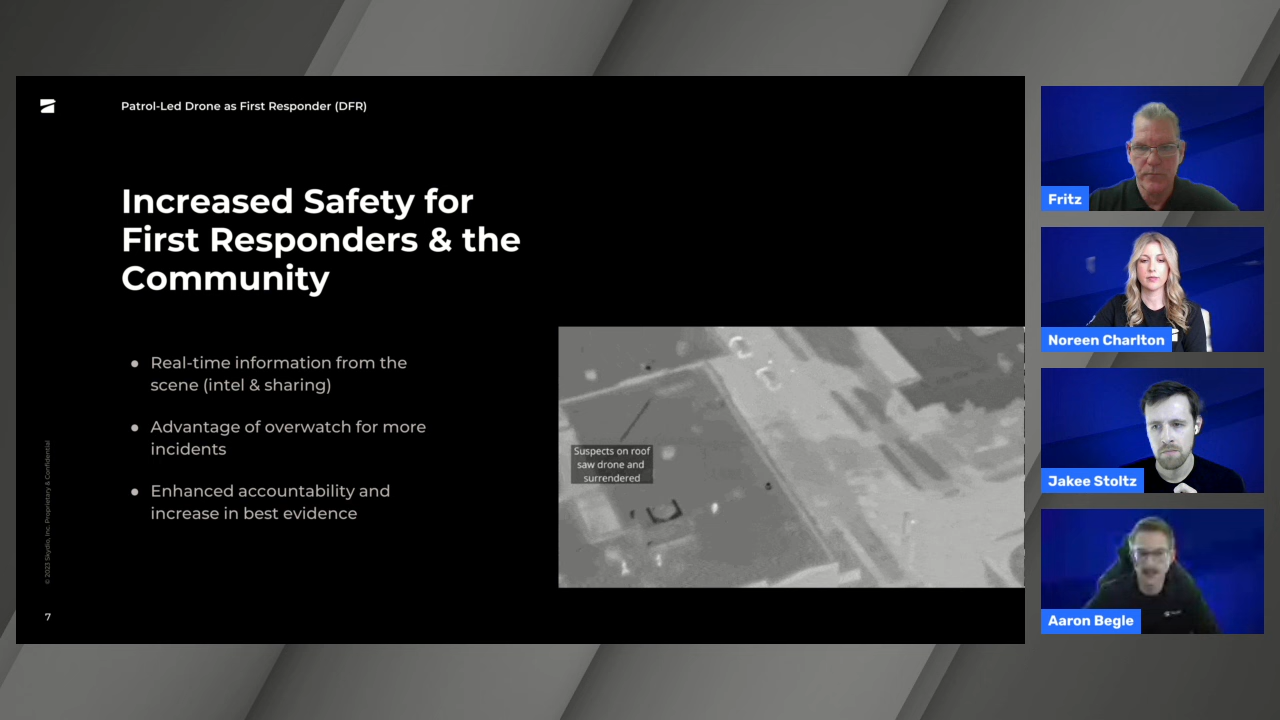 Patrol-Led Drone as First Responder (DFR)
Increased Safety for
First Responders & the
Community
● Real-time information from the
scene (intel & sharing)
● Advantage of overwatch for more
incidents
● Enhanced accountability and
increase in best evidence
Suspects on roof
saw drone and
surrendered
© 2023 Skydio, Inc. Proprietary & Confidential
7
Fritz
Noreen Charlton
Jakee Stoltz
Aaron Begle